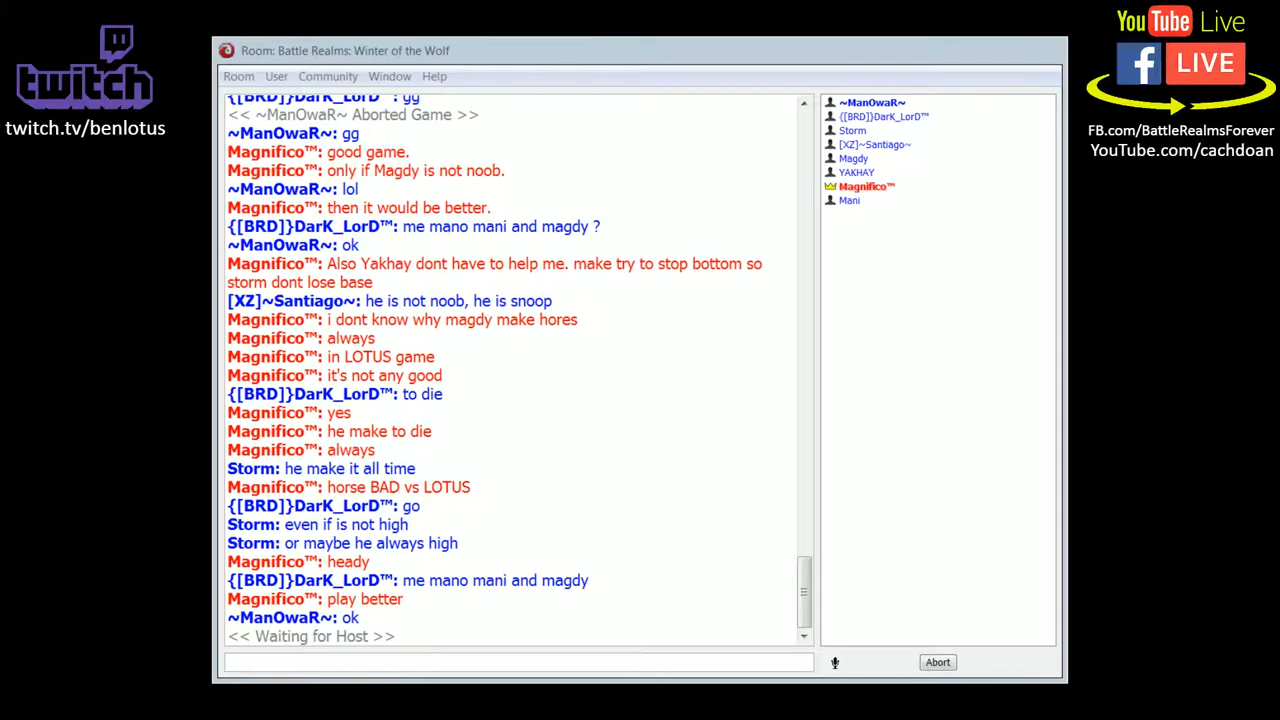 twitch
twitch.tv/benlotus
YouTube Live
f LIVE
FB.com/BattleRealmsForever
YouTube.com/cachdoan
Room: Battle Realms: Winter of the Wolf
Room User Community Window Help
{[BRD]}DarK_LorD™: gg
<< ~ManOwaR~ Aborted Game >>
~ManOwaR~: gg
Magnifico™: good game.
Magnifico™: only if Magdy is not noob.
~ManOwaR~: lol
Magnifico™: then it would be better.
{[BRD]}DarK_LorD™: me mano mani and magdy ?
~ManOwaR~: ok
Magnifico™: Also Yakhay dont have to help me. make try to stop bottom so
storm dont lose base
[XZ]~Santiago~: he is not noob, he is snoop
Magnifico™: i dont know why magdy make hores
Magnifico™: always
Magnifico™: in LOTUS game
Magnifico™: it's not any good
{[BRD]}DarK_LorD™: to die
Magnifico™: yes
Magnifico™: he make to die
Magnifico™: always
Storm: he make it all time
Magnifico™: horse BAD vs LOTUS
{[BRD]}DarK_LorD™: go
Storm: even if is not high
Storm: or maybe he always high
Magnifico™: heady
{[BRD]}DarK_LorD™: me mano mani and magdy
Magnifico™: play better
~ManOwaR~: ok
<< Waiting for Host >>
~ManOwaR~
{[BRD]}DarK_LorD™
Storm
[XZ]~Santiago~
Magdy
YAKHAY
Magnifico™
Mani
Abort